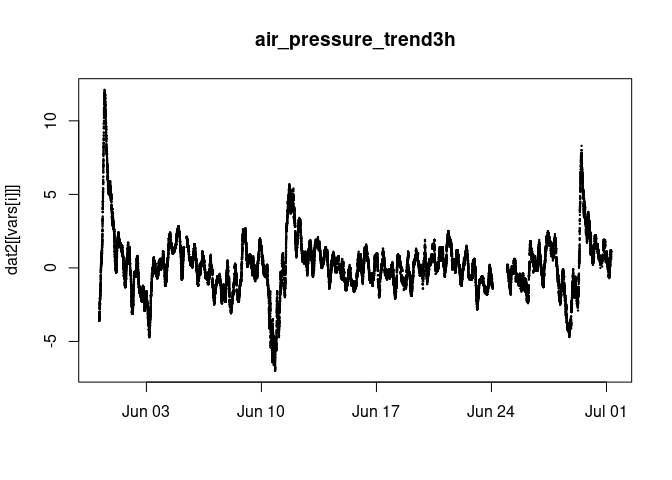 air_pressure_trend3h
dat2[[vars[i]]]
10
5
0
-5
Jun 03
Jun 10
Jun 17
Jun 24
Jul 01